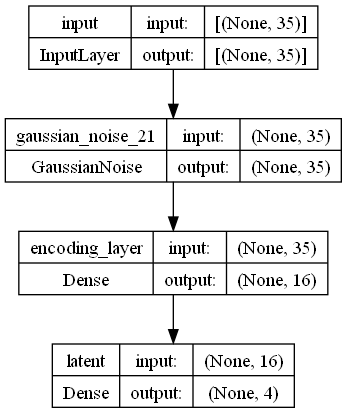 input input: [(None, 35)]
InputLayer output: [(None, 35)]
gaussian_noise_21 input: (None, 35)
GaussianNoise output: (None, 35)
encoding_layer input: (None, 35)
Dense output: (None, 16)
latent input: (None, 16)
Dense output: (None, 4)